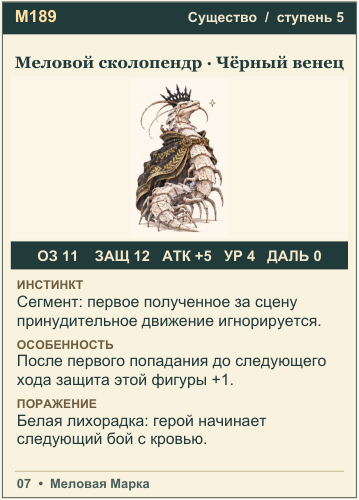 М189
Существо / ступень 5
Меловой сколопендр · Чёрный венец
ОЗ 11 ЗАЩ 12 АТК +5 УР 4 ДАЛЬ 0
ИНСТИНКТ
Сегмент: первое полученное за сцену
принудительное движение игнорируется.
ОСОБЕННОСТЬ
После первого попадания до следующего
хода защита этой фигуры +1.
ПОРАЖЕНИЕ
Белая лихорадка: герой начинает
следующий бой с кровью.
07 • Меловая Марка